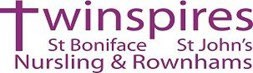 twinspires
St Boniface St John's
Nursling & Rownhams